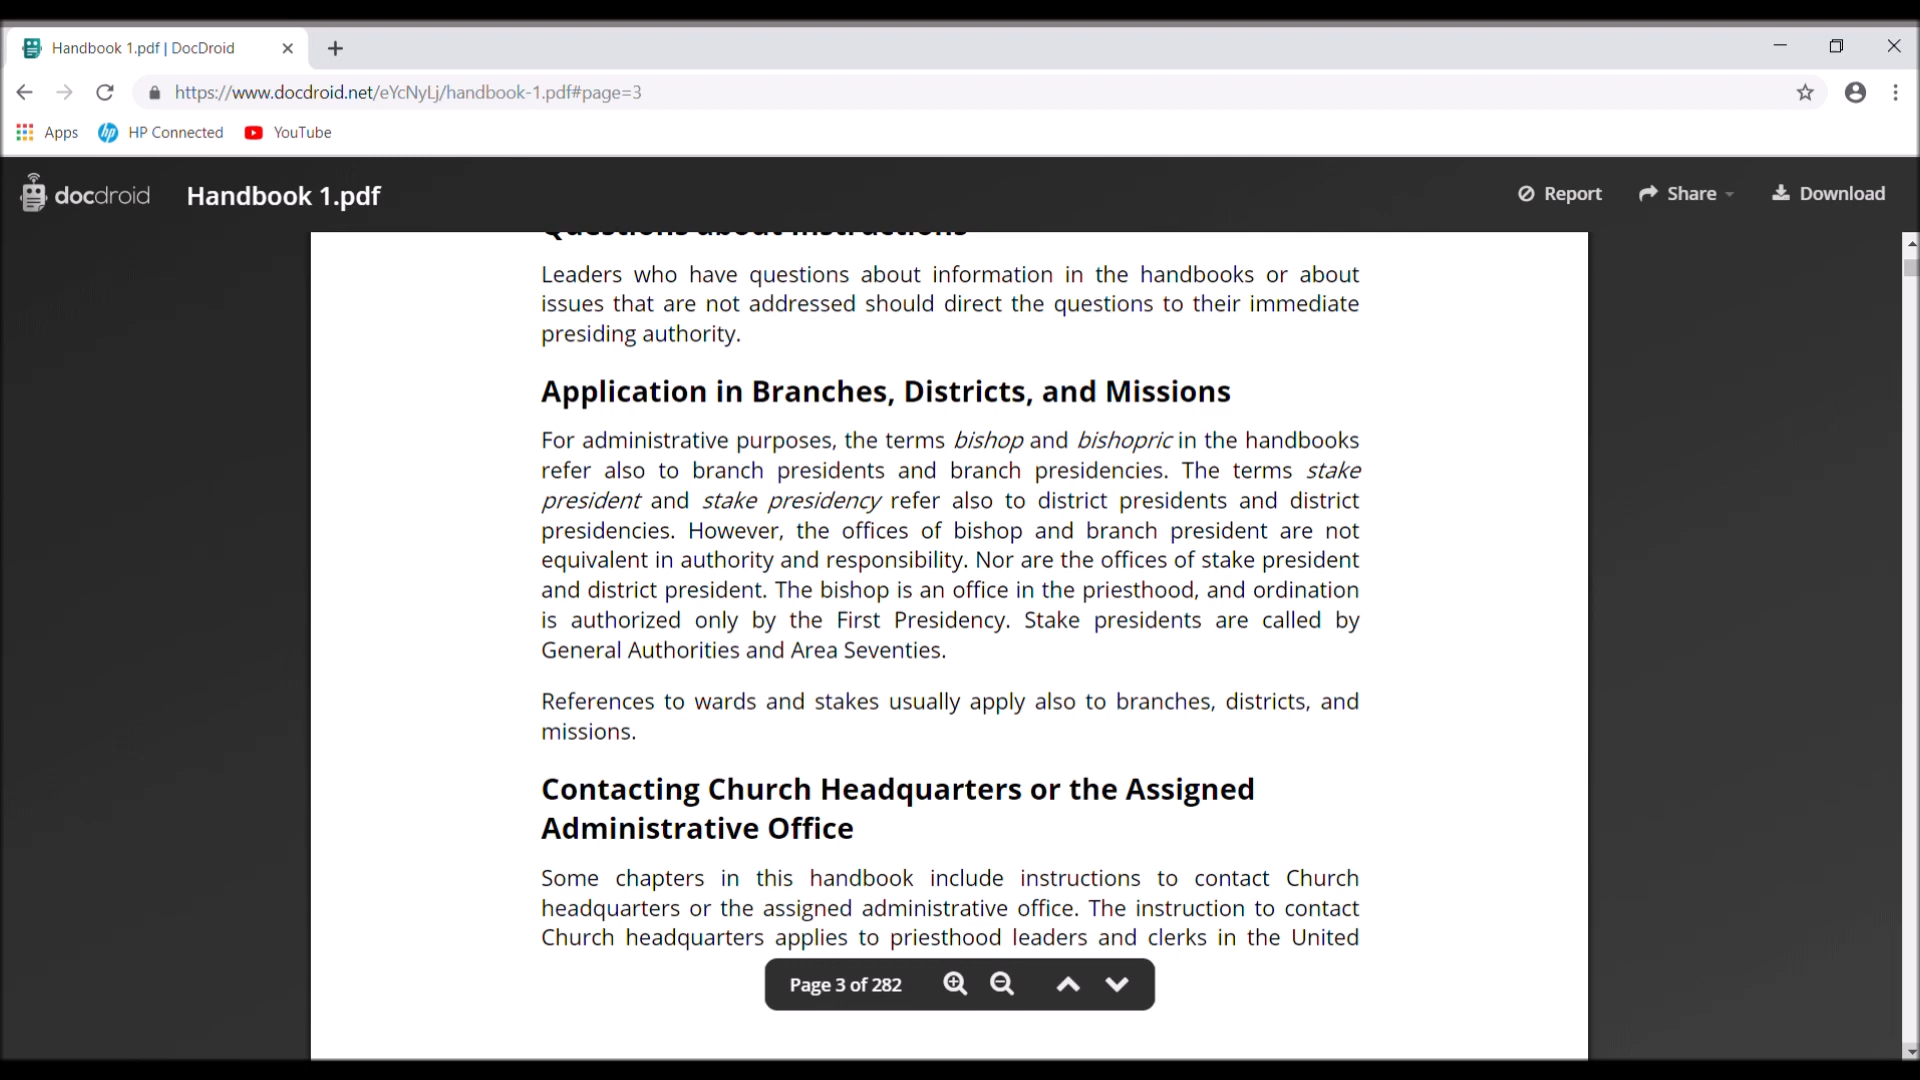 Handbook 1.pdf | DocDroid
https://www.docdroid.net/eYcNyLj/handbook-1.pdf#page=3
Apps
hp HP Connected
YouTube
docdroid
Handbook 1.pdf
Report
Share
Download
Questions about Instructions
Leaders who have questions about information in the handbooks or about
issues that are not addressed should direct the questions to their immediate
presiding authority.
Application in Branches, Districts, and Missions
For administrative purposes, the terms bishop and bishopric in the handbooks
refer also to branch presidents and branch presidencies. The terms stake
president and stake presidency refer also to district presidents and district
presidencies. However, the offices of bishop and branch president are not
equivalent in authority and responsibility. Nor are the offices of stake president
and district president. The bishop is an office in the priesthood, and ordination
is authorized only by the First Presidency. Stake presidents are called by
General Authorities and Area Seventies.
References to wards and stakes usually apply also to branches, districts, and
missions.
Contacting Church Headquarters or the Assigned
Administrative Office
Some chapters in this handbook include instructions to contact Church
headquarters or the assigned administrative office. The instruction to contact
Church headquarters applies to priesthood leaders and clerks in the United
Page 3 of 282